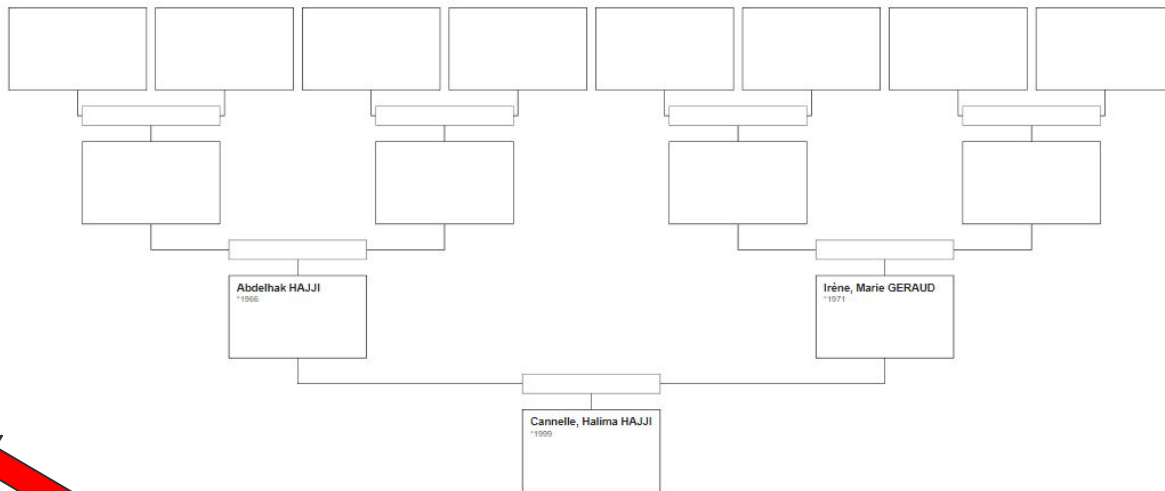 Abdelhak HAJJI
*1966
Irène, Marie GERAUD
*1971
Cannelle, Halima HAJJI
*1999